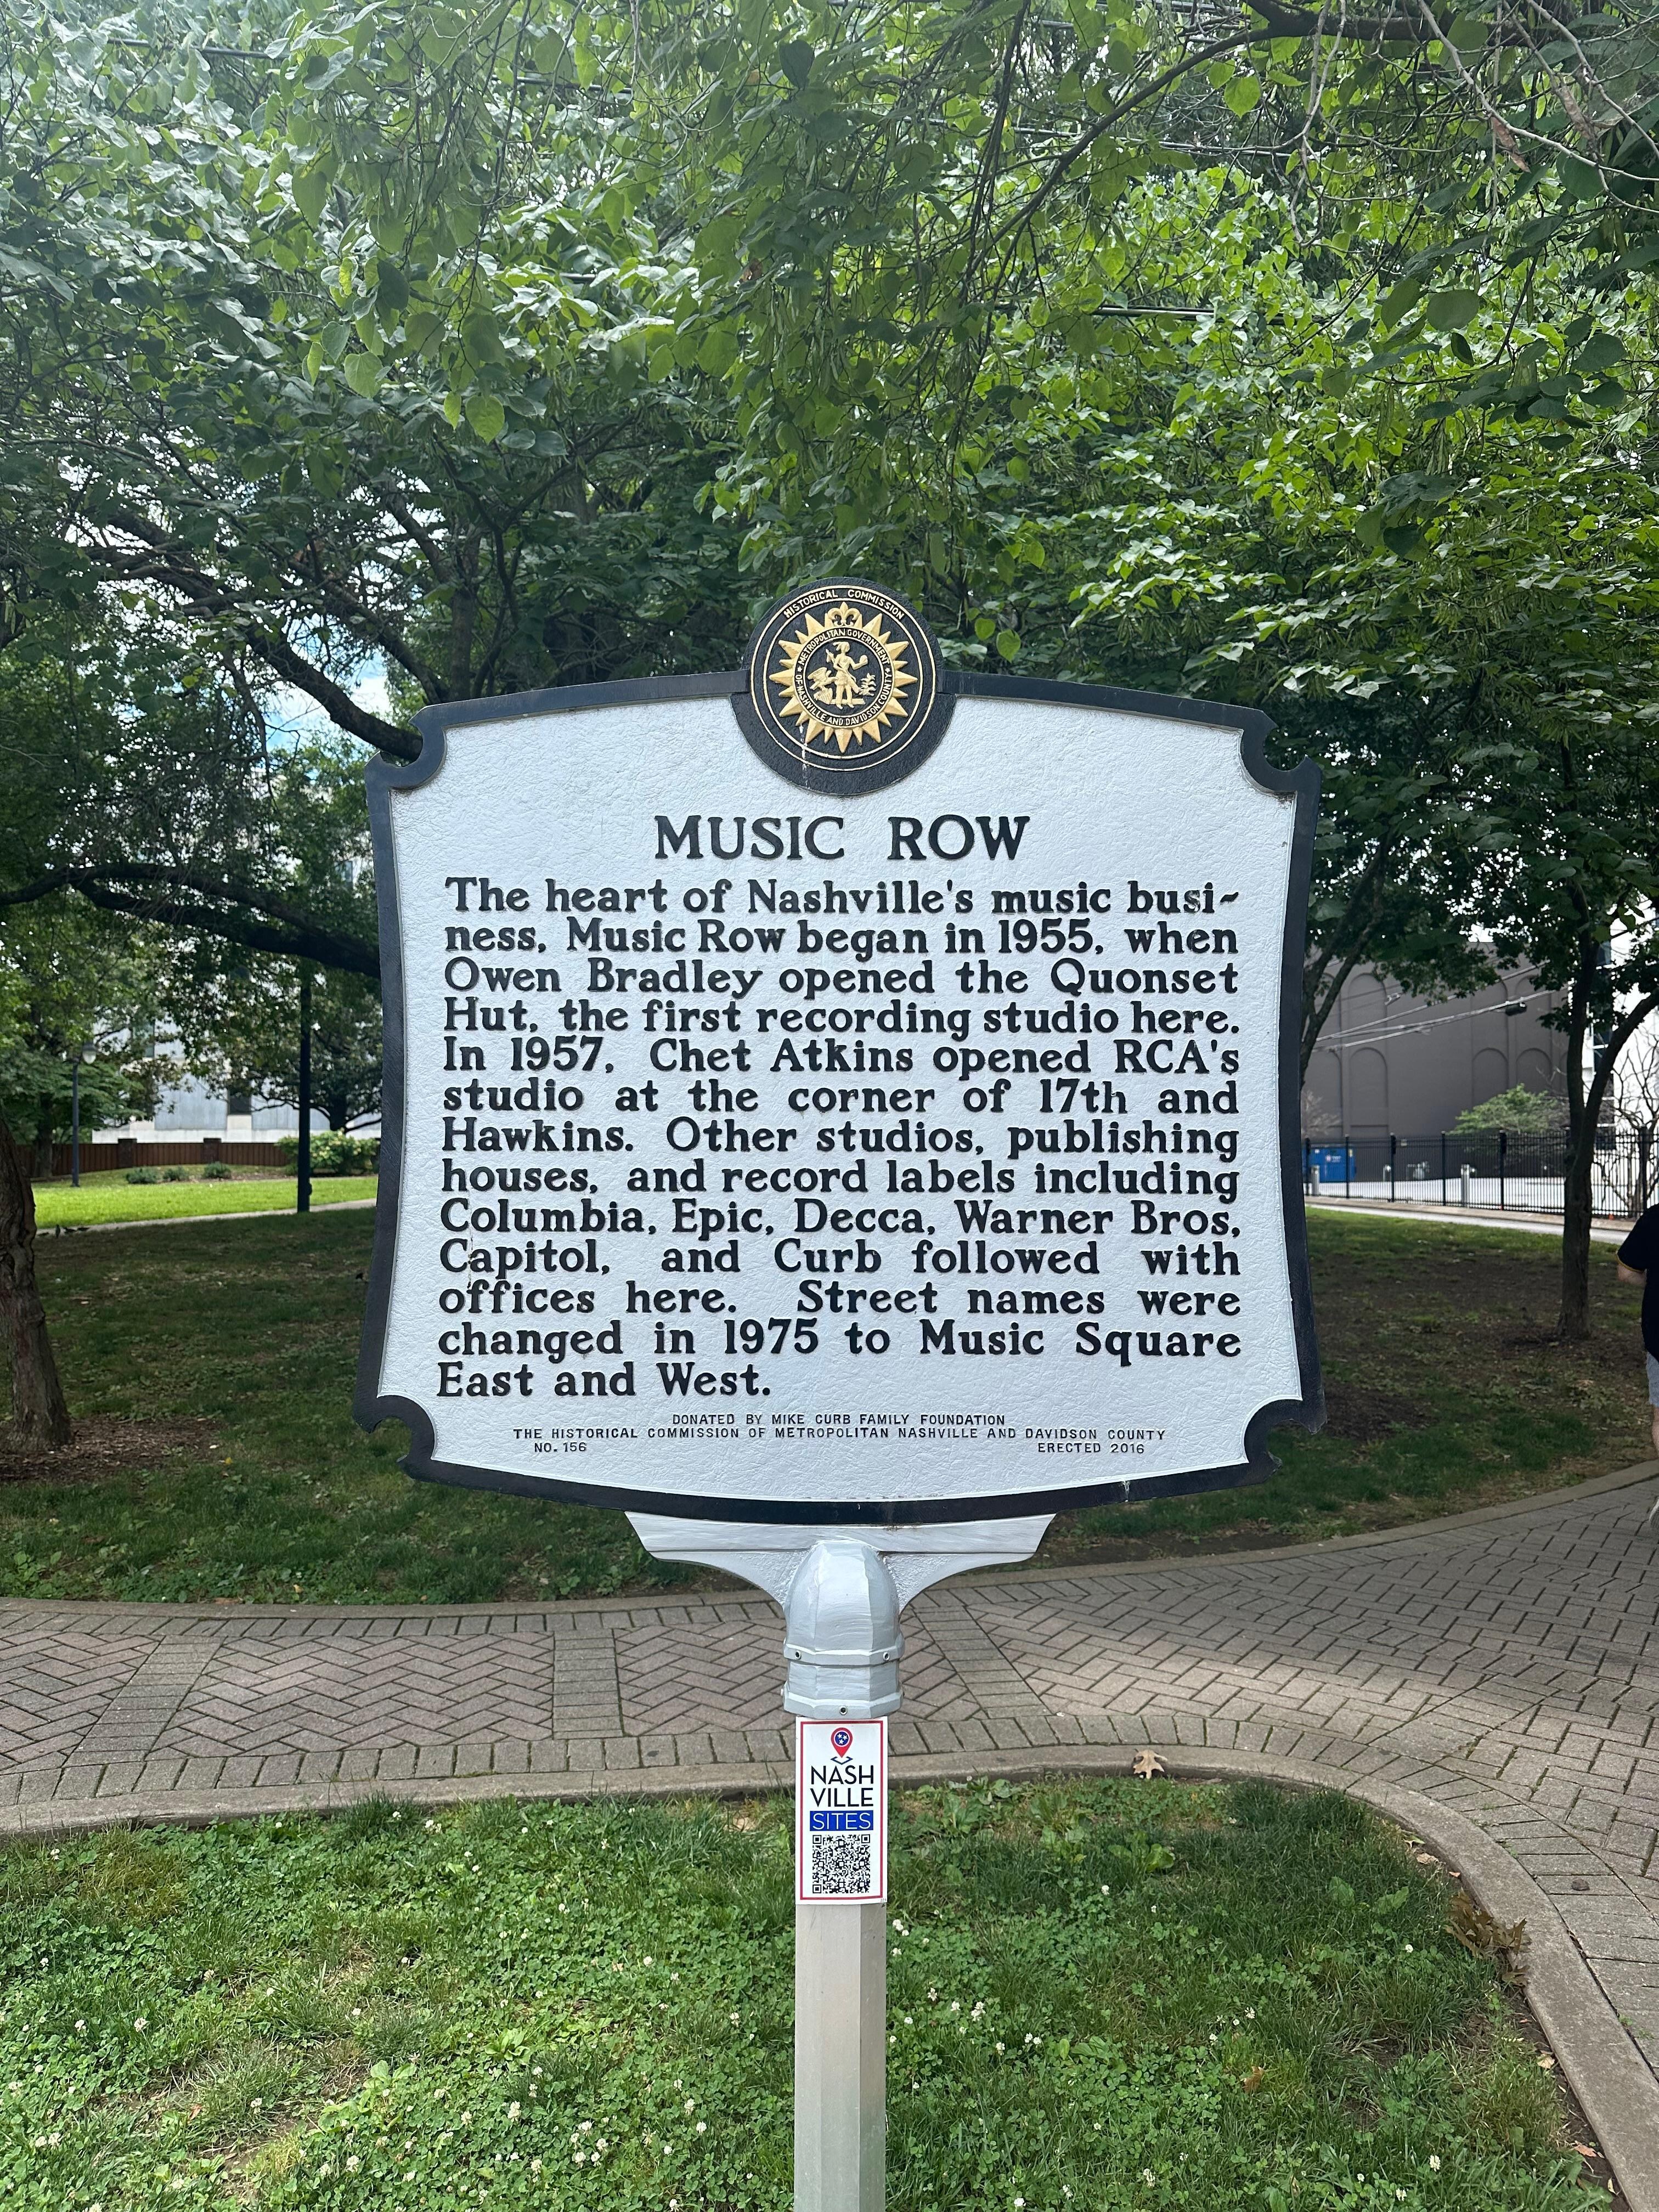 HISTORICAL COMMISSION
METROPOLITAN GOVERNMENT
OF NASHVILLE AND DAVIDSON COUNTY
MUSIC ROW
The heart of Nashville's music busi~
ness, Music Row began in 1955, when
Owen Bradley opened the Quonset
Hut, the first recording studio here.
In 1957, Chet Atkins opened RCA's
studio at the corner of 17th and
Hawkins. Other studios, publishing
houses, and record labels including
Columbia, Epic, Decca, Warner Bros,
Capitol, and Curb followed with
offices here. Street names were
changed in 1975 to Music Square
East and West.
DONATED BY MIKE CURB FAMILY FOUNDATION
THE HISTORICAL COMMISSION OF METROPOLITAN NASHVILLE AND DAVIDSON COUNTY
NO. 156 ERECTED 2016
NASH
VILLE
SITES